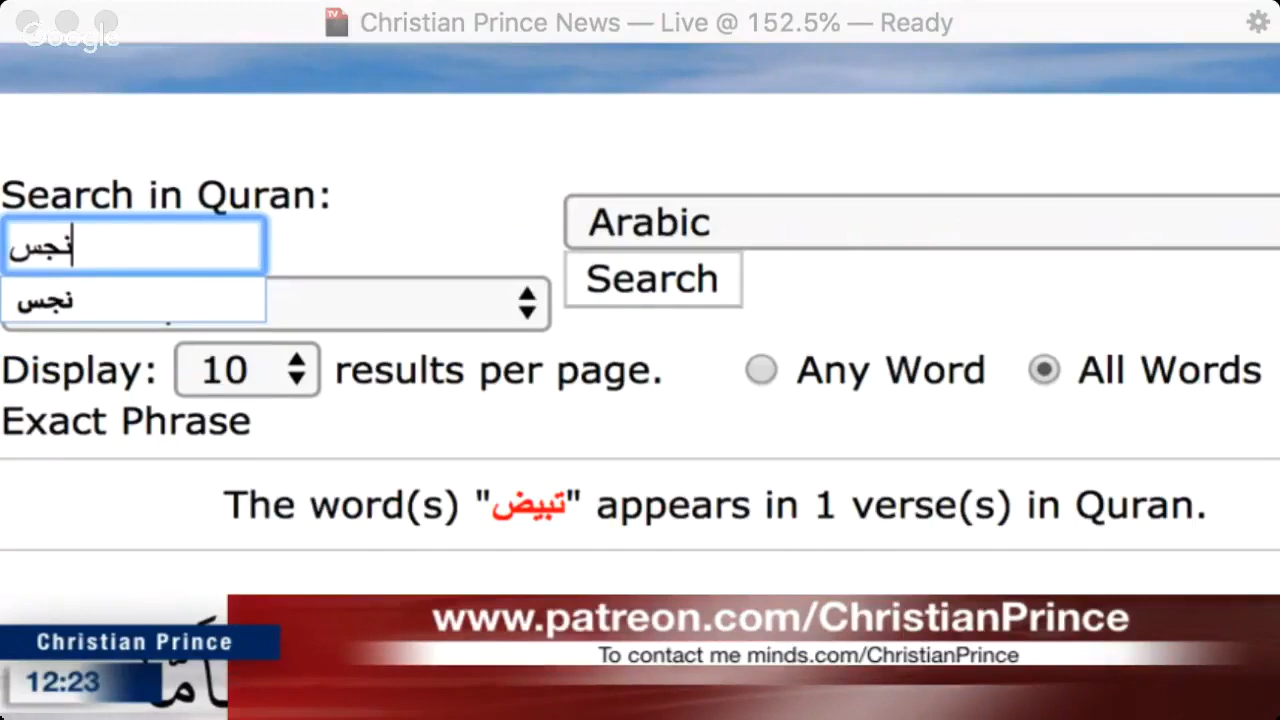 Christian Prince News — Live @ 152.5% — Ready
Google
Search in Quran:
نجس
Arabic
نجس
Search
Display: 10 results per page. Any Word All Words
Exact Phrase
The word(s) "تبيض" appears in 1 verse(s) in Quran.
www.patreon.com/ChristianPrince
To contact me minds.com/ChristianPrince
Christian Prince
12:23